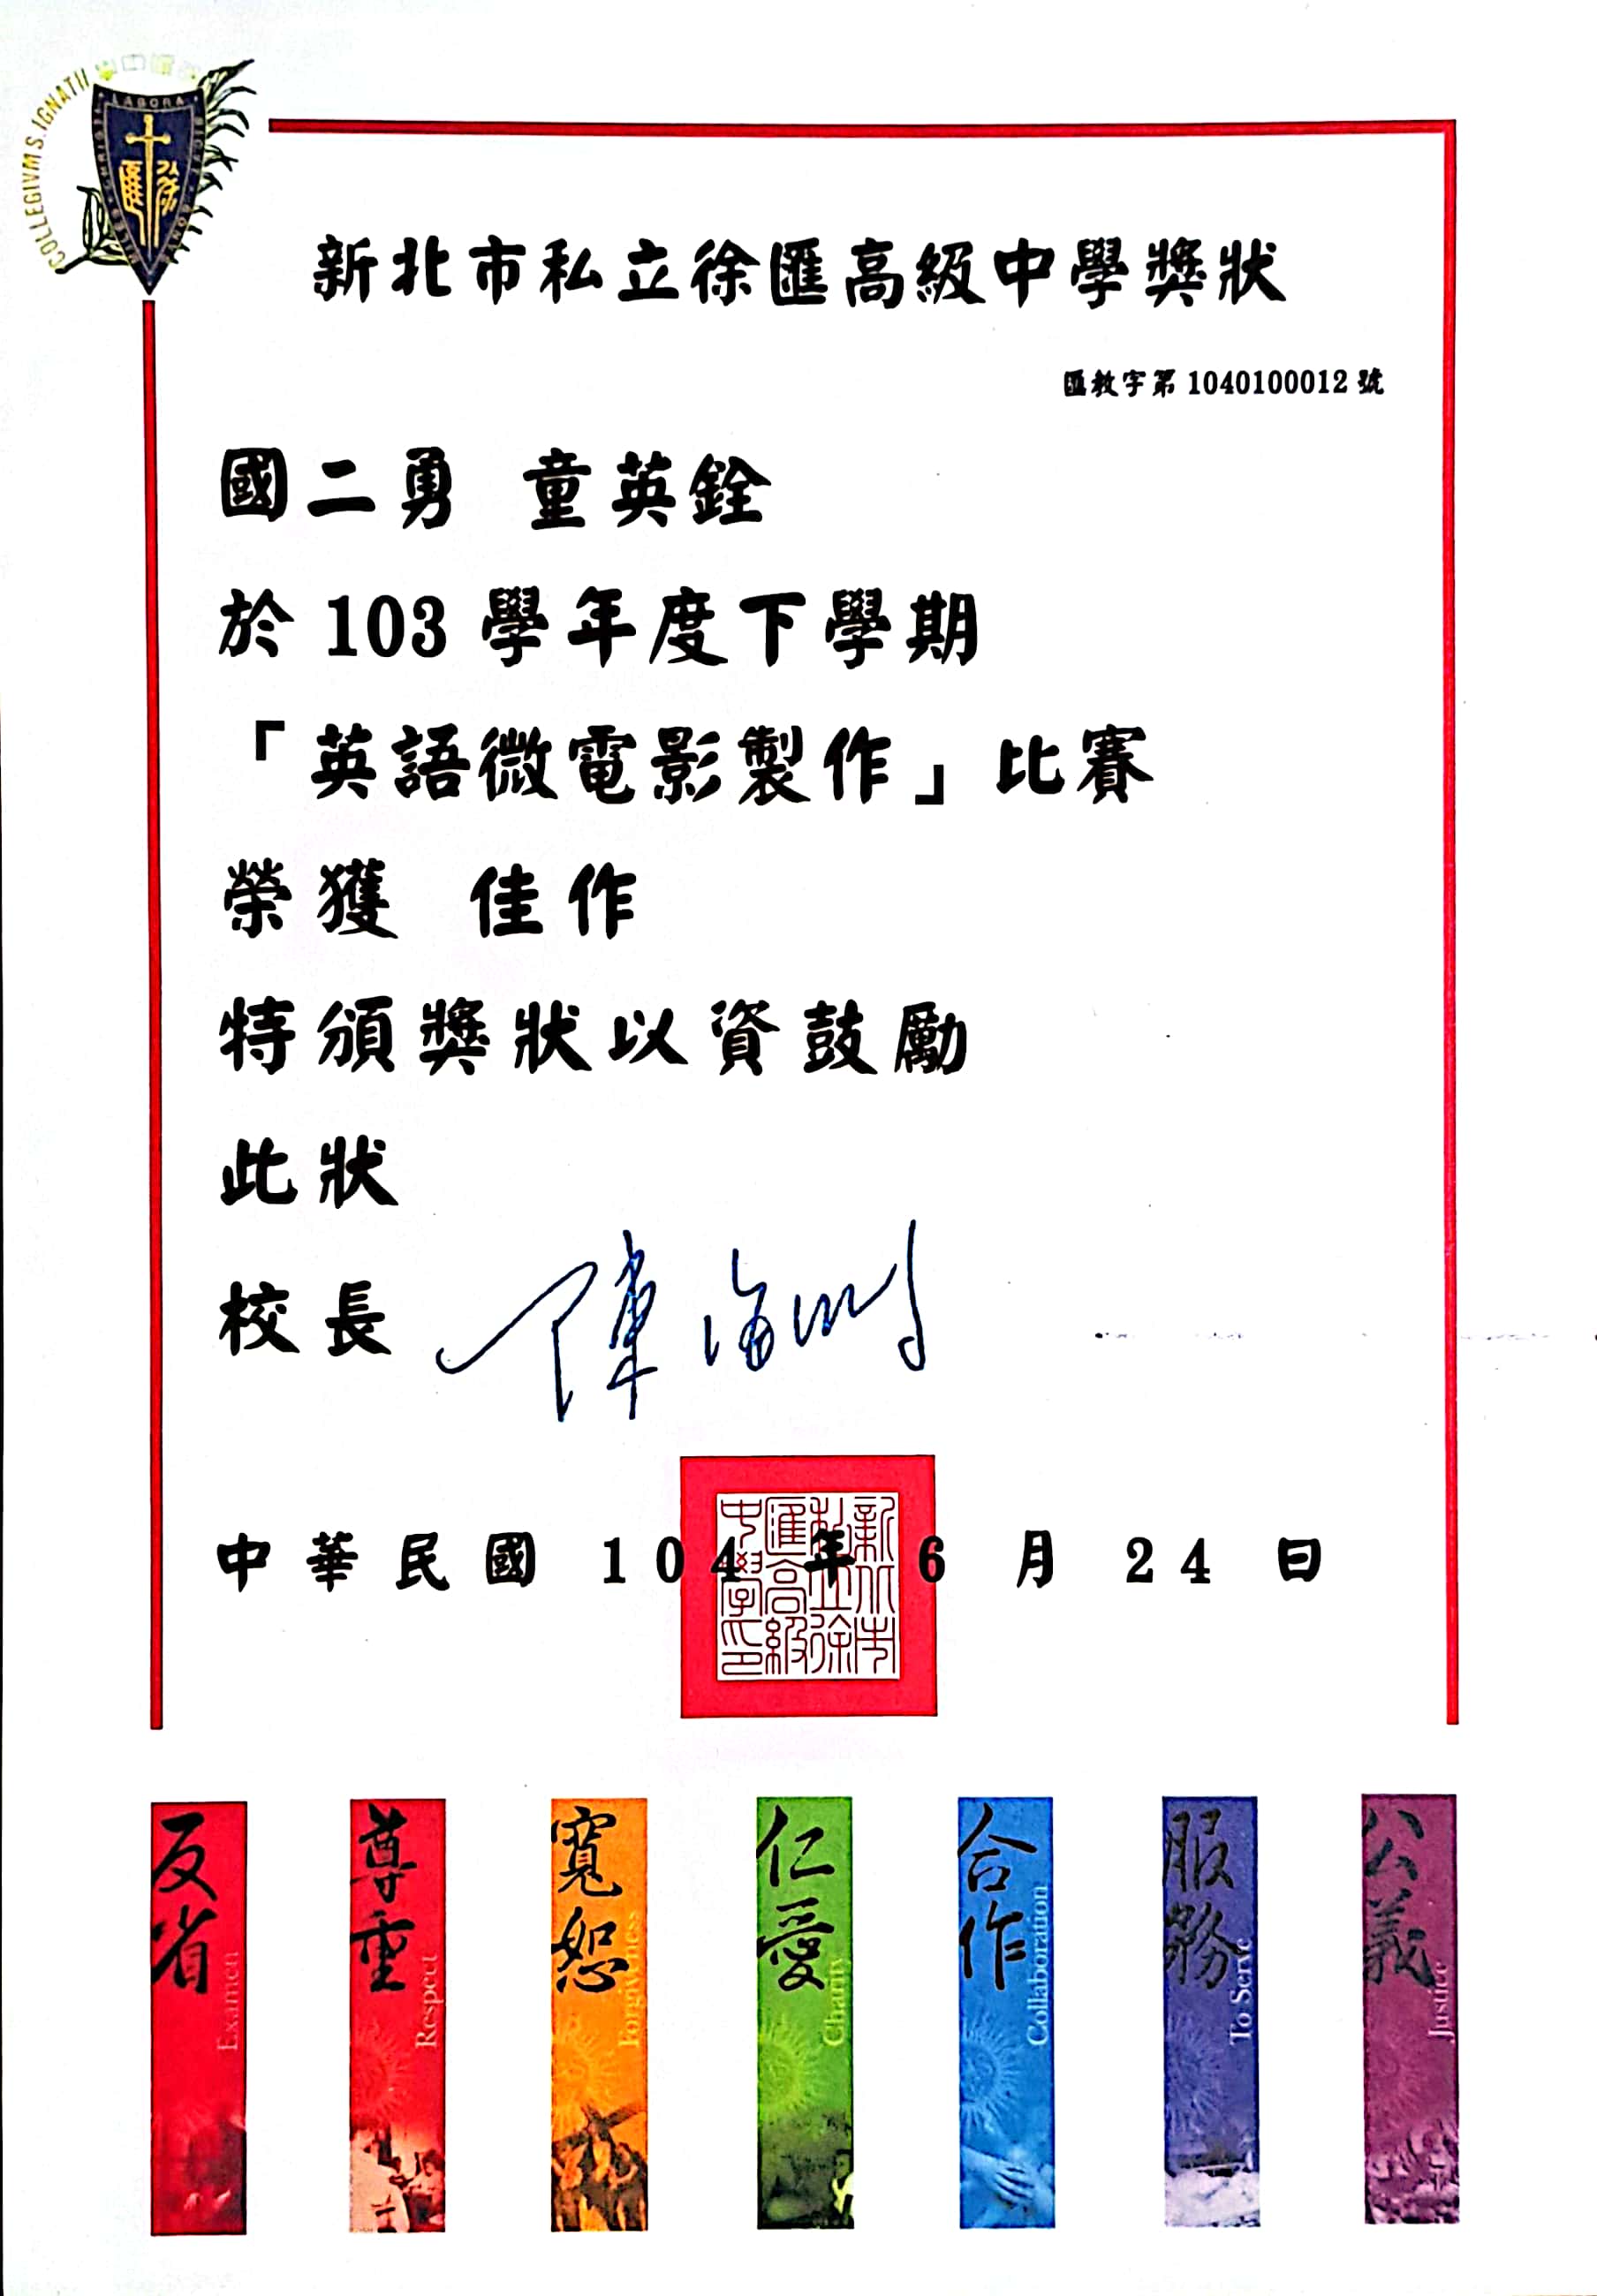 COLLEGIVM S. IGNATII
LABORA
匯 徐
新北市私立徐匯高級中學獎狀
匯教字第 1040100012 號
國二勇 童英銓
於 103 學年度下學期
「英語微電影製作」比賽
榮獲 佳作
特頒獎狀以資鼓勵
此狀
校長
中華民國 104 年 6 月 24 日
新北市私立徐匯高級中學印
反省 Examen
尊重 Respect
寬恕 Forgiveness
仁愛 Charity
合作 Collaboration
服務 To Serve
公義 Justice